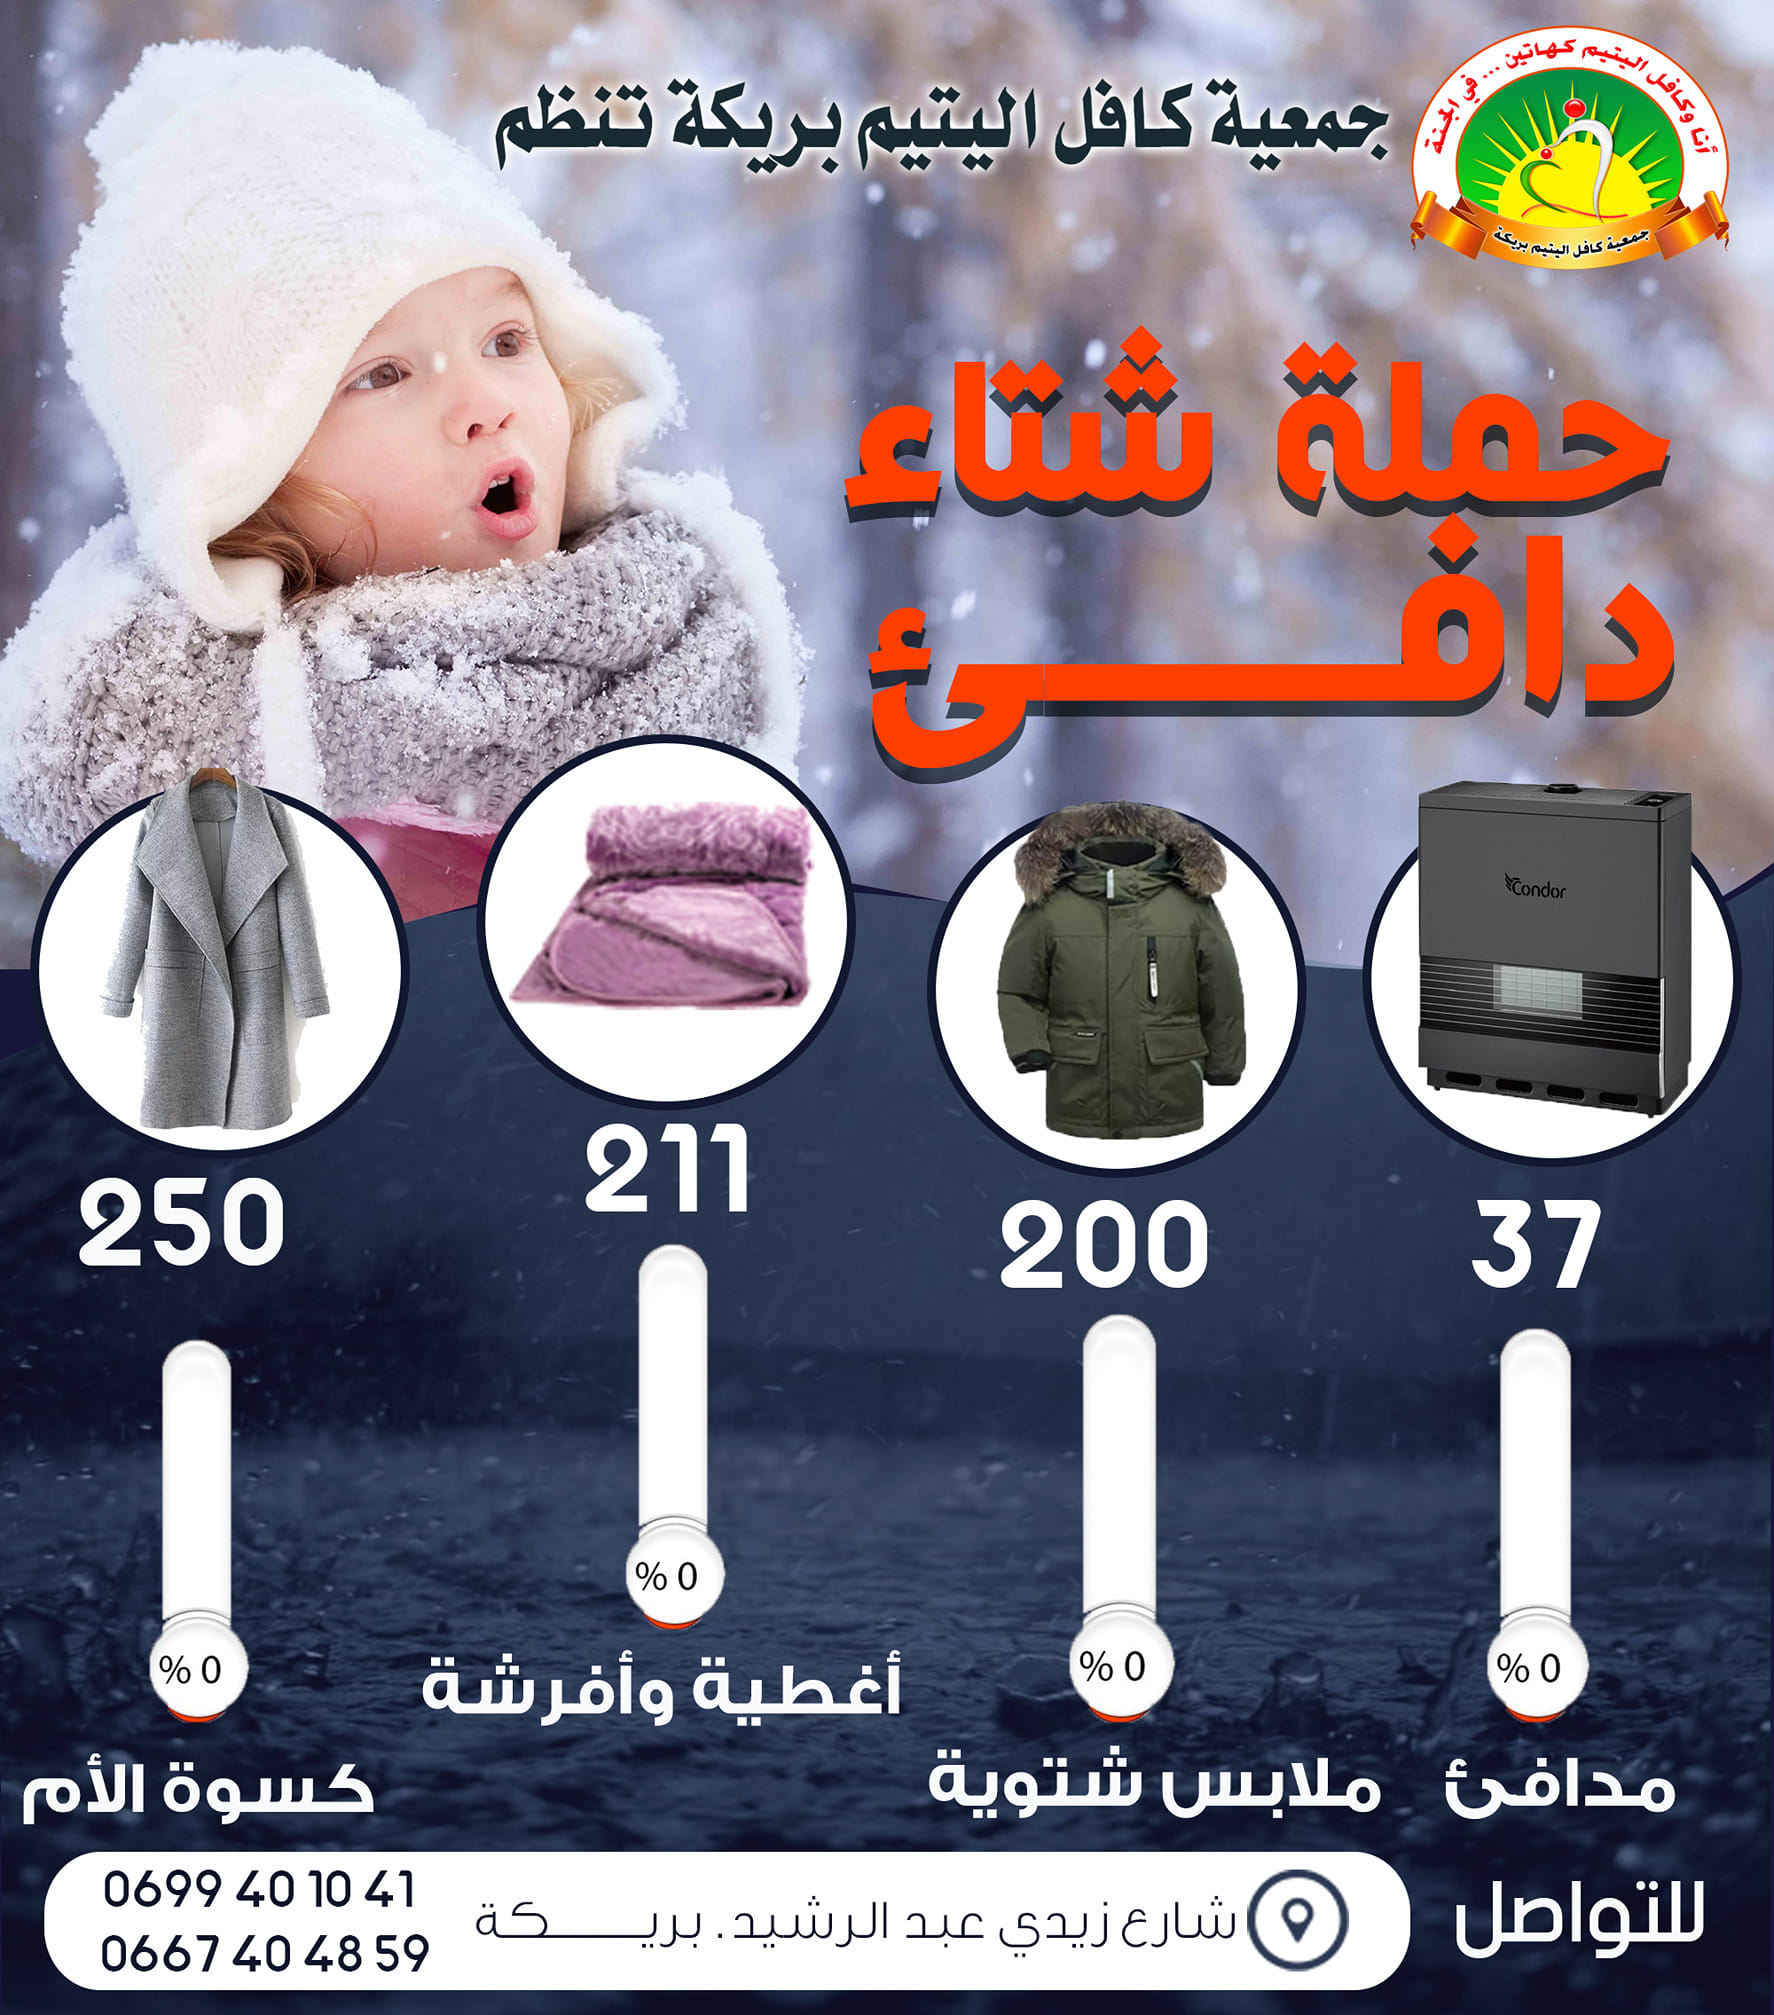 أنا وكافل اليتيم كهاتين ... في الجنة
جمعية كافل اليتيم بريكة
جمعية كافل اليتيم بريكة تنظم
حملة شتاء
دافئ
Condor
37
200
211
250
% 0
% 0
% 0
% 0
مدافئ
ملابس شتوية
أغطية وأفرشة
كسوة الأم
للتواصل
شارع زيدي عبد الرشيد. بريكة
0699 40 10 41
0667 40 48 59